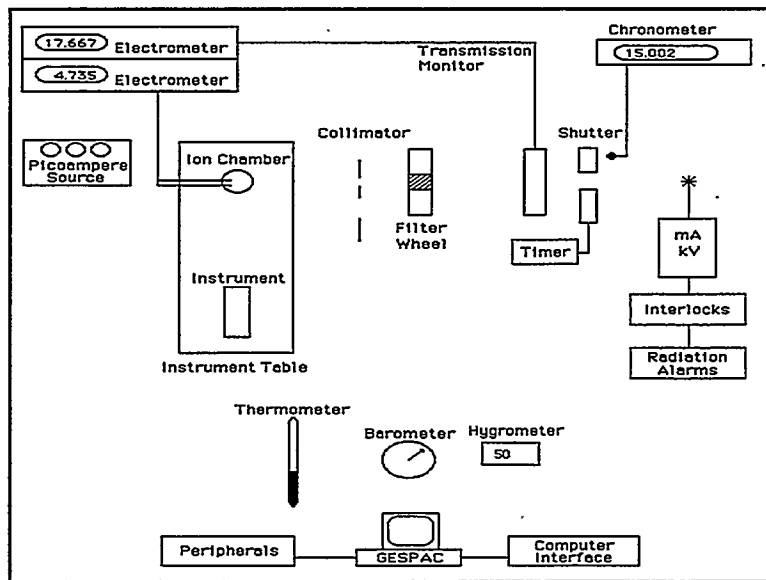 17.667 Electrometer
4.735 Electrometer
Transmission
Monitor
Chronometer
15.002
Picoampere
Source
Ion Chamber
Collimator
Shutter
Filter
Wheel
Timer
mA
kV
Instrument
Interlocks
Instrument Table
Radiation
Alarms
Thermometer
Barometer
Hygrometer
50
Peripherals
GESPAC
Computer
Interface